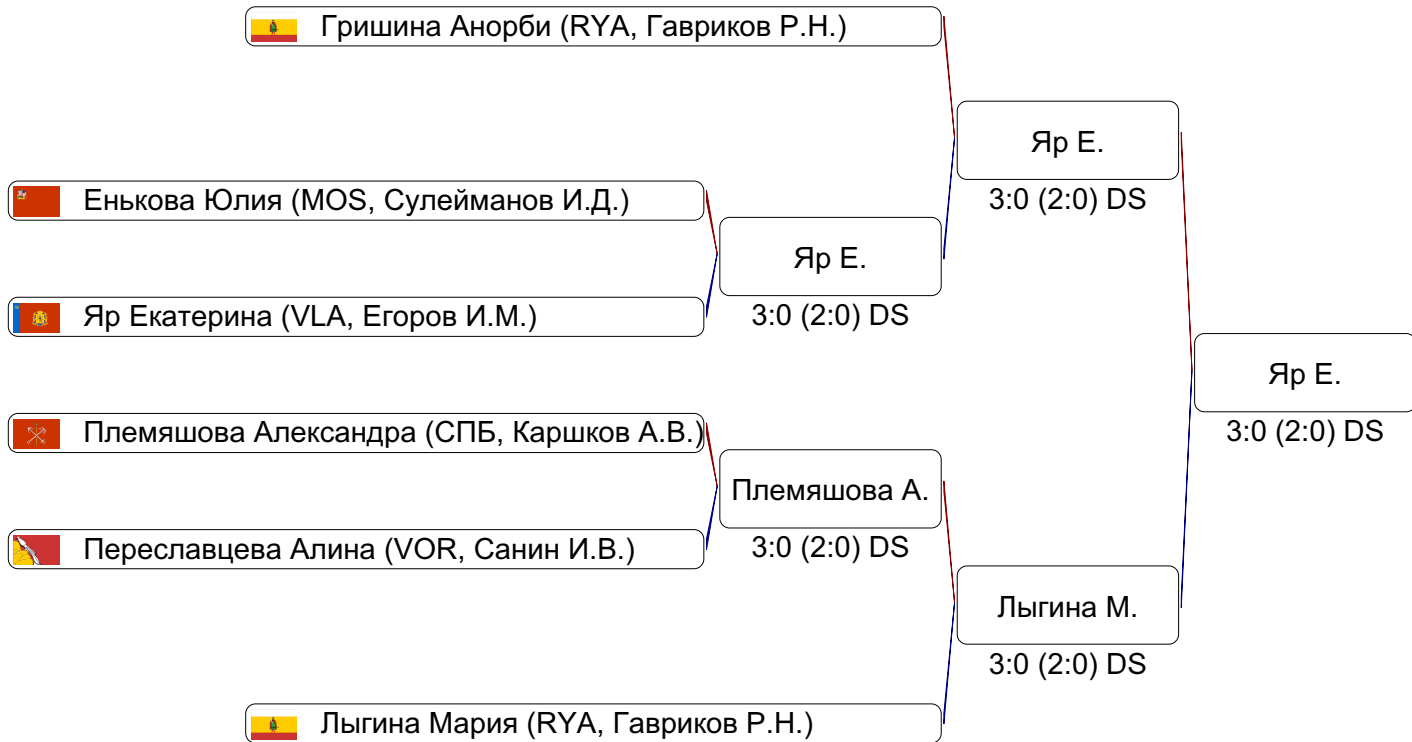 Гришина Анорби (RYA, Гавриков Р.Н.)
Яр Е.
3:0 (2:0) DS
Енькова Юлия (MOS, Сулейманов И.Д.)
Яр Е.
3:0 (2:0) DS
Яр Екатерина (VLA, Егоров И.М.)
Яр Е.
3:0 (2:0) DS
Племяшова Александра (СПБ, Каршков А.В.)
Племяшова А.
3:0 (2:0) DS
Переславцева Алина (VOR, Санин И.В.)
Лыгина М.
3:0 (2:0) DS
Лыгина Мария (RYA, Гавриков Р.Н.)